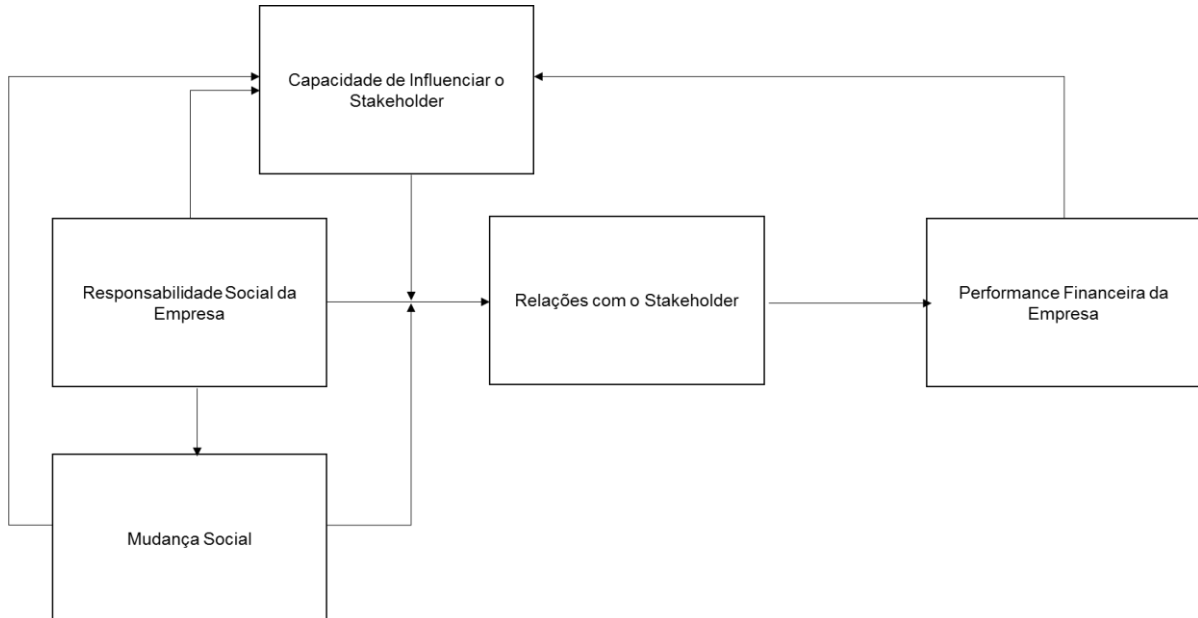 Capacidade de Influenciar o
Stakeholder
Responsabilidade Social da
Empresa
Relações com o Stakeholder
Performance Financeira da
Empresa
Mudança Social